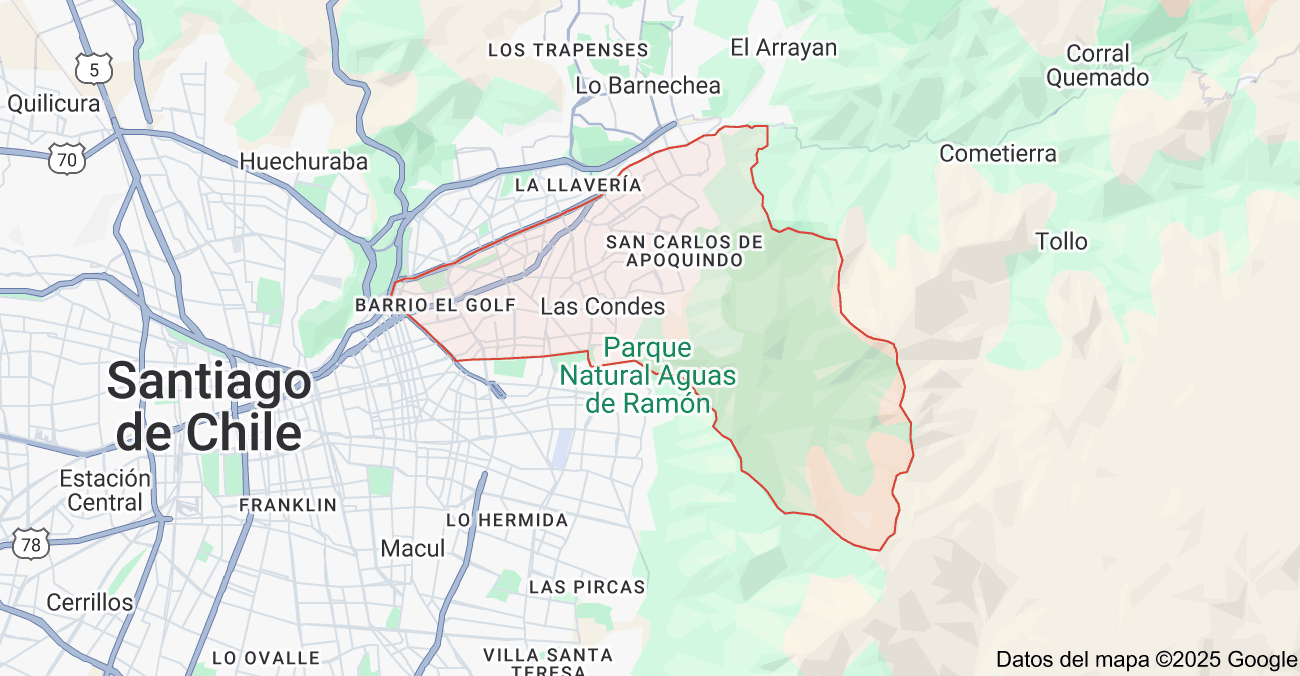 LOS TRAPENSES
El Arrayan
Corral
Quemado
5
Quilicura
Lo Barnechea
70
Huechuraba
Cometierra
LA LLAVERÍA
SAN CARLOS DE
APOQUINDO
Tollo
BARRIO EL GOLF
Las Condes
Parque
Natural Aguas
de Ramón
Santiago
de Chile
Estación
Central
FRANKLIN
LO HERMIDA
78
Macul
LAS PIRCAS
Cerrillos
LO OVALLE
VILLA SANTA
TERESA
Datos del mapa ©2025 Google